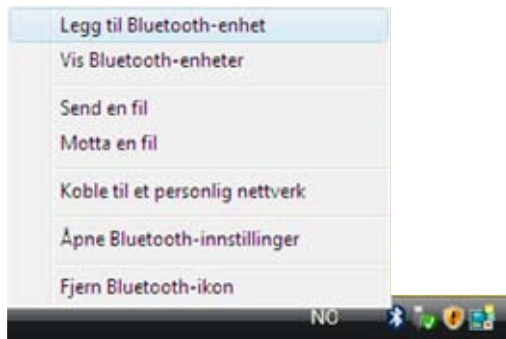 Legg til Bluetooth-enhet
Vis Bluetooth-enheter
Send en fil
Motta en fil
Koble til et personlig nettverk
Åpne Bluetooth-innstillinger
Fjern Bluetooth-ikon
NO